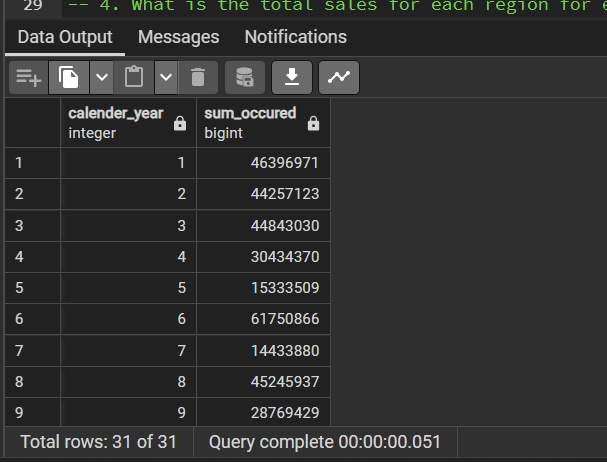 29 -- 4. What is the total sales for each region for e
Data Output Messages Notifications
calender_year sum_occured
integer bigint
1 1 46396971
2 2 44257123
3 3 44843030
4 4 30434370
5 5 15333509
6 6 61750866
7 7 14433880
8 8 45245937
9 9 28769429
Total rows: 31 of 31 Query complete 00:00:00.051